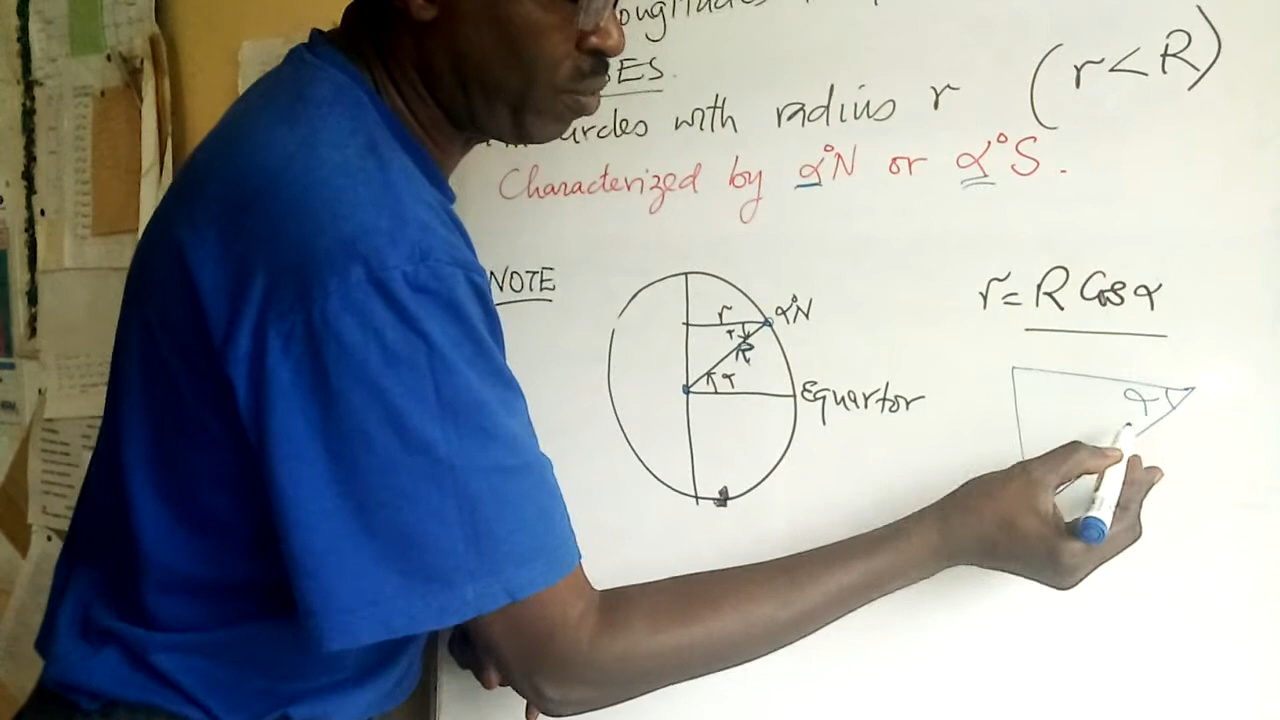 ongitudes
ES.
circles with radius r (r<R)
Characterized by α°N or α°S.
NOTE
r = R Cos α
α°N
r
α
R
α
Equartor
α